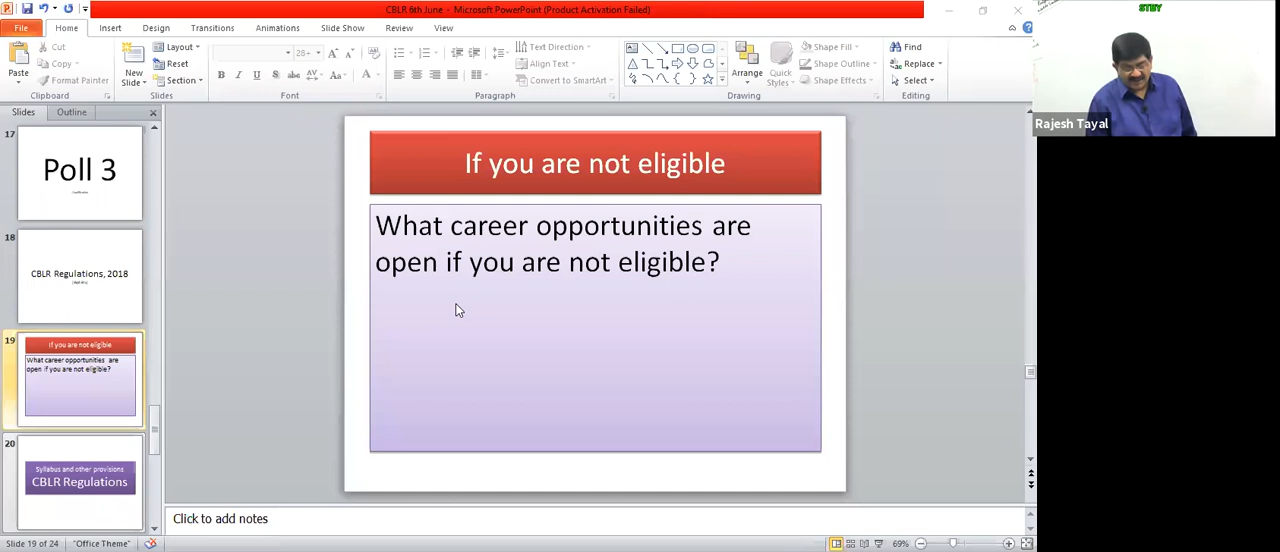 CBLR 6th June - Microsoft PowerPoint (Product Activation Failed)
File Home Insert Design Transitions Animations Slide Show Review View
Paste
Cut
Copy
Format Painter
Clipboard
New
Slide
Layout
Reset
Section
Slides
28
B I U S abc AV Aa A
Font
Text Direction
Align Text
Convert to SmartArt
Paragraph
Arrange
Quick
Styles
Shape Fill
Shape Outline
Shape Effects
Drawing
Find
Replace
Select
Editing
STBY
Rajesh Tayal
Slides Outline
17
Poll 3
18
CBLR Regulations, 2018
19
If you are not eligible
What career opportunities are
open if you are not eligible?
20
Syllabus and other provisions
CBLR Regulations
If you are not eligible
What career opportunities are
open if you are not eligible?
Click to add notes
Slide 19 of 24 "Office Theme" 69%